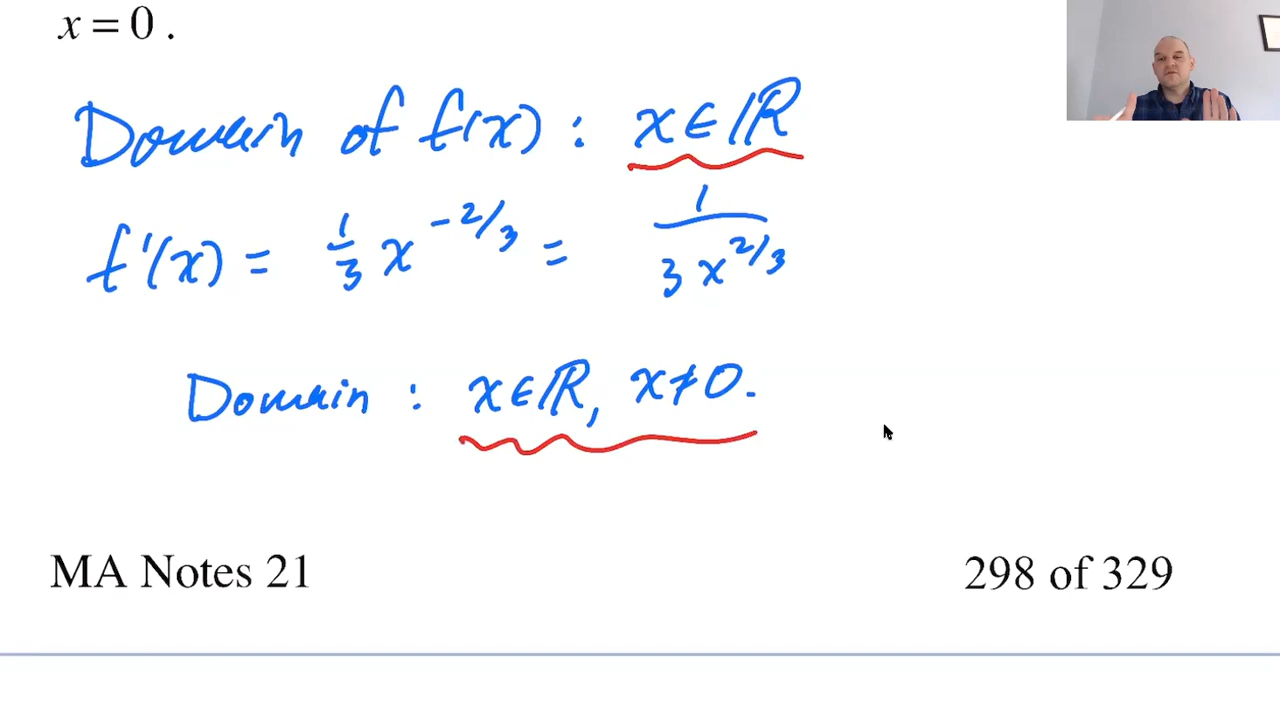 x = 0 .
Domain of f(x) : x ∈ ℝ
f'(x) = 1/3 x^(-2/3) = 1/(3x^(2/3))
Domain : x ∈ ℝ, x ≠ 0.
MA Notes 21
298 of 329